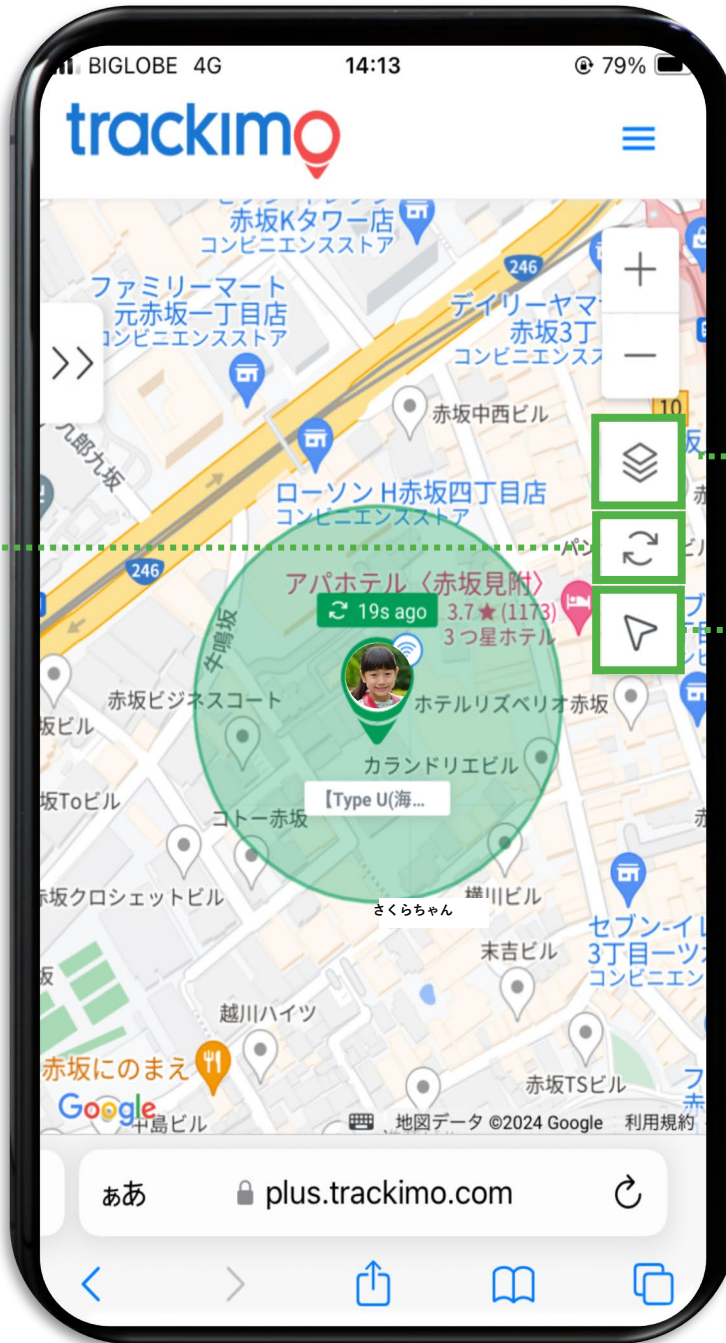 BIGLOBE 4G
14:13
79%
trackimo
赤坂Kタワー店
コンビニエンスストア
246
ファミリーマート
元赤坂一丁目店
コンビニエンスストア
デイリーヤマ
赤坂3丁
コンビニエンスス
>>
10
赤坂中西ビル
九郎九坂
ローソン H赤坂四丁目店
コンビニエンスストア
246
アパホテル〈赤坂見附〉
19s ago
3.7★(1173)
3つ星ホテル
牛鳴坂
赤坂ビジネスコート
ホテルリズベリオ赤坂
坂ビル
カランドリエビル
【Type U(海...
坂Toビル
コトー赤坂
赤坂クロシェットビル
横川ビル
さくらちゃん
セブン-イレ
3丁目一ツ
コンビニエン
末吉ビル
越川ハイツ
赤坂にのまえ
赤坂TSビル
Google
中島ビル
地図データ ©2024 Google
利用規約
ぁあ
plus.trackimo.com